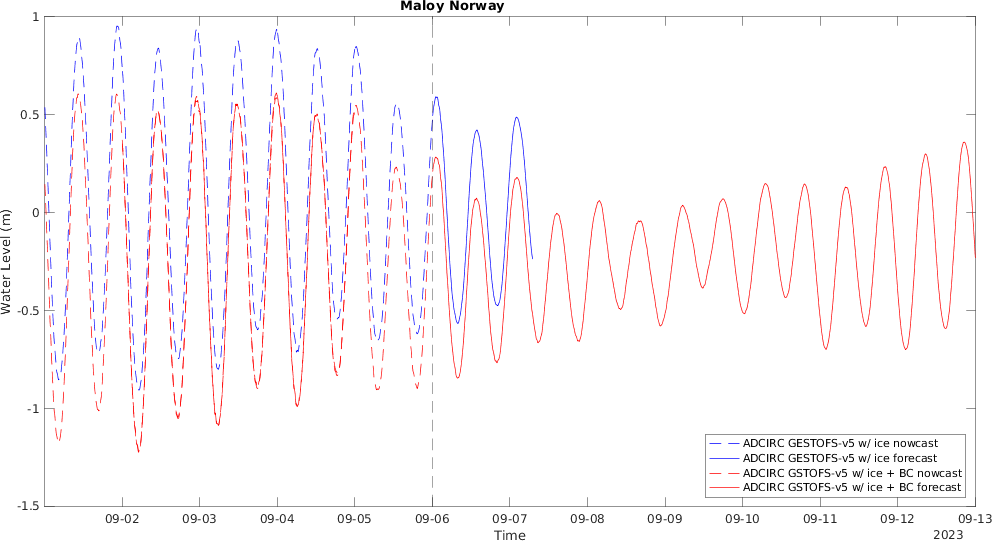 Maloy Norway
1
0.5
0
-0.5
-1
-1.5
Water Level (m)
ADCIRC GESTOFS-v5 w/ ice nowcast
ADCIRC GESTOFS-v5 w/ ice forecast
ADCIRC GSTOFS-v5 w/ ice + BC nowcast
ADCIRC GSTOFS-v5 w/ ice + BC forecast
09-02 09-03 09-04 09-05 09-06 09-07 09-08 09-09 09-10 09-11 09-12 09-13
Time
2023